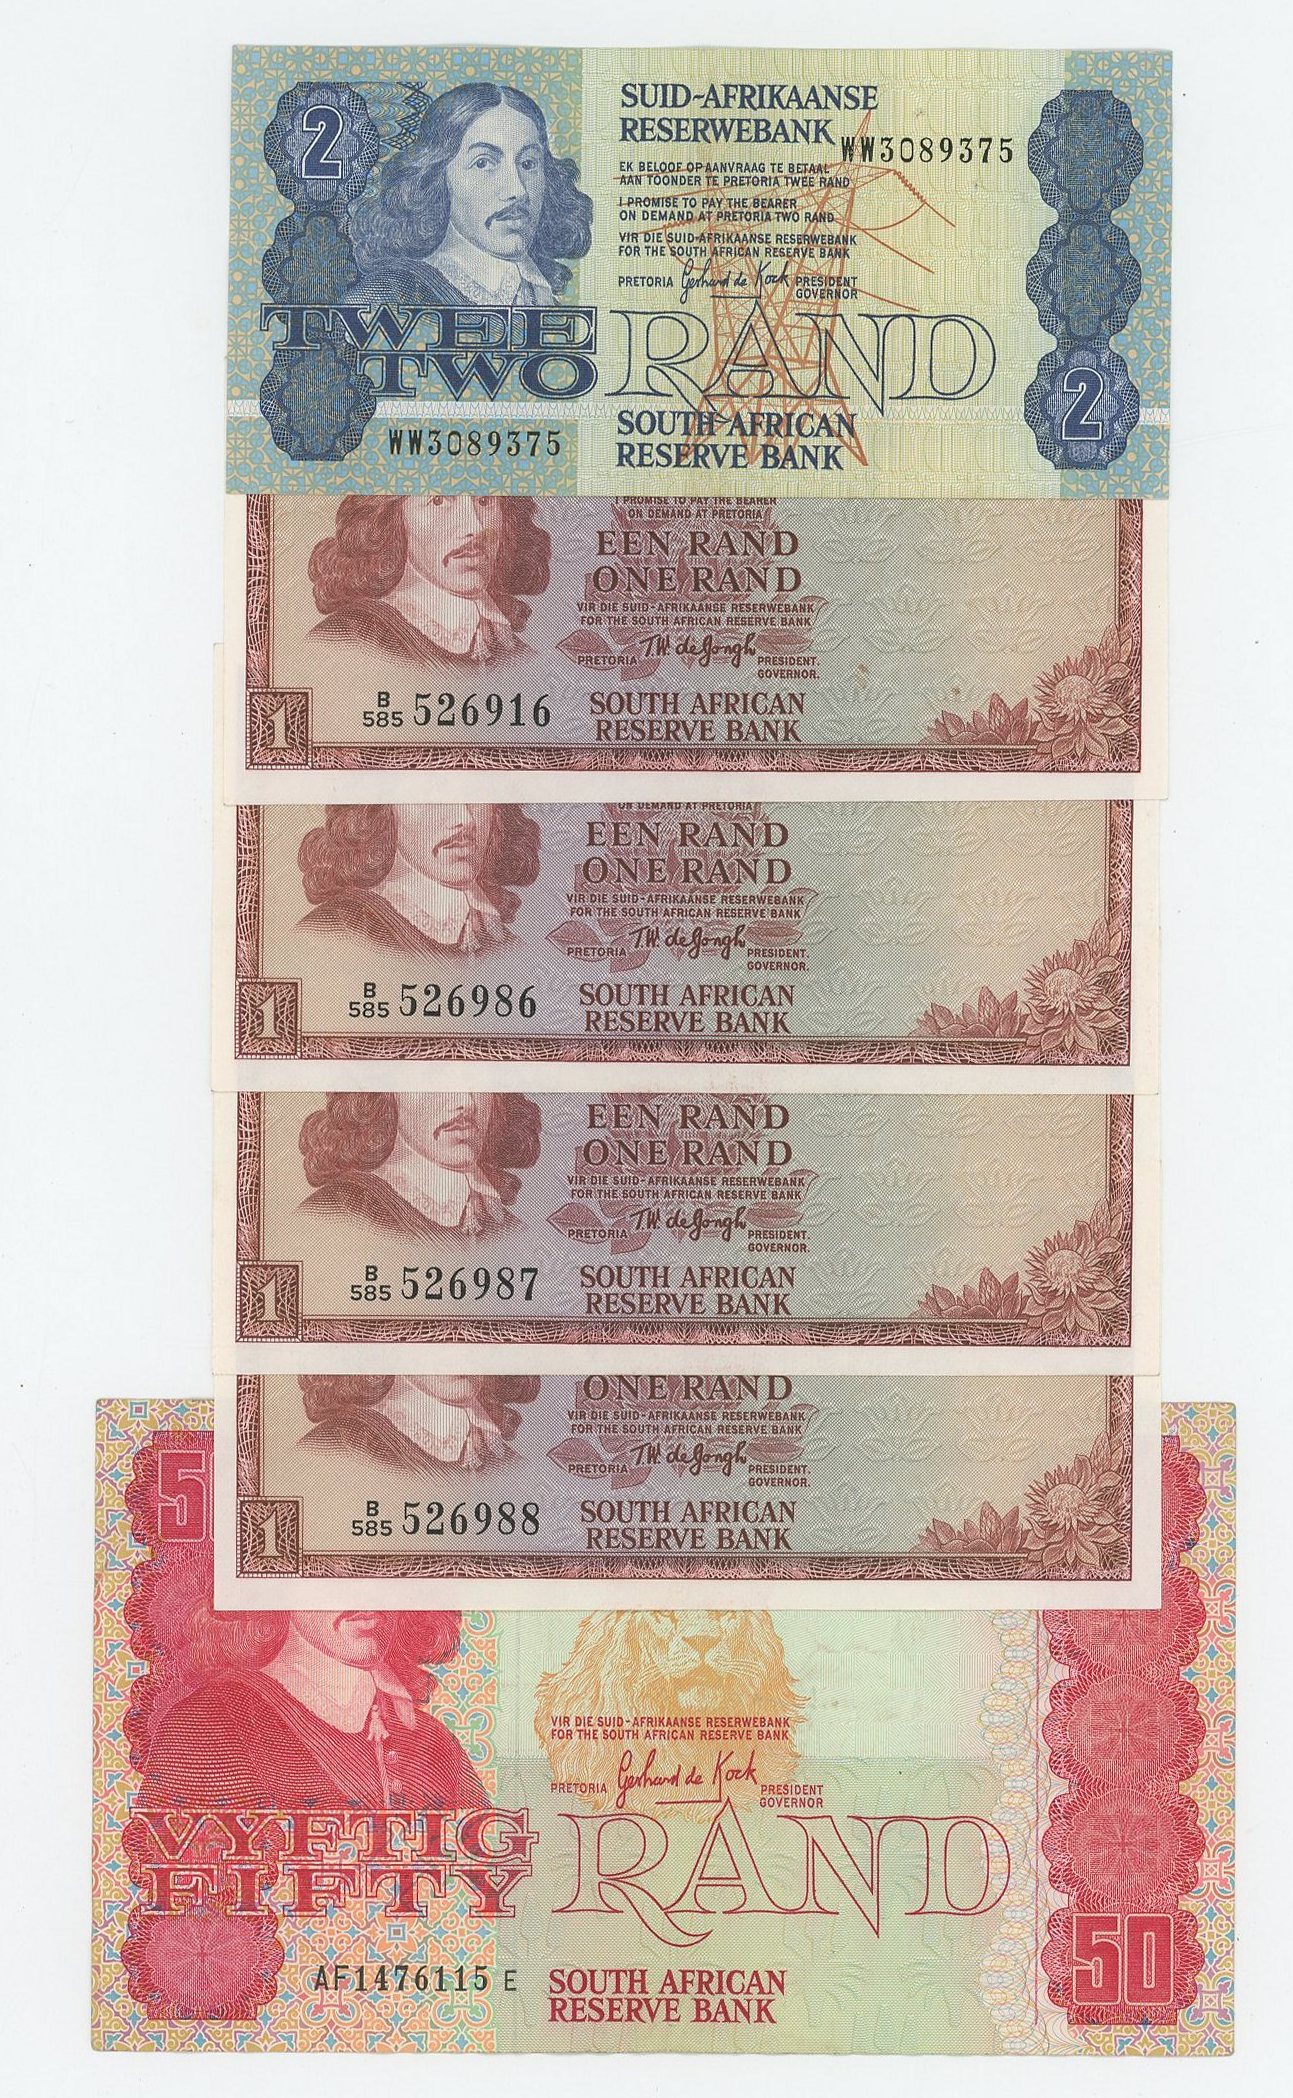 2
SUID-AFRIKAANSE
RESERWEBANK
WW3089375
EK BELOOF OP AANVRAAG TE BETAAL
AAN TOONDER TE PRETORIA TWEE RAND
I PROMISE TO PAY THE BEARER
ON DEMAND AT PRETORIA TWO RAND
VIR DIE SUID-AFRIKAANSE RESERWEBANK
FOR THE SOUTH AFRICAN RESERVE BANK
PRETORIA Gerhard de Kock PRESIDENT
GOVERNOR
TWEE
TWO
RAND
2
WW3089375
SOUTH AFRICAN
RESERVE BANK
I PROMISE TO PAY THE BEARER
ON DEMAND AT PRETORIA
EEN RAND
ONE RAND
VIR DIE SUID-AFRIKAANSE RESERWEBANK
FOR THE SOUTH AFRICAN RESERVE BANK
PRETORIA T.W. de Jongh PRESIDENT.
GOVERNOR.
1
B
585 526916
SOUTH AFRICAN
RESERVE BANK
ON DEMAND AT PRETORIA
EEN RAND
ONE RAND
VIR DIE SUID-AFRIKAANSE RESERWEBANK
FOR THE SOUTH AFRICAN RESERVE BANK
PRETORIA T.W. de Jongh PRESIDENT.
GOVERNOR.
1
B
585 526986
SOUTH AFRICAN
RESERVE BANK
EEN RAND
ONE RAND
VIR DIE SUID-AFRIKAANSE RESERWEBANK
FOR THE SOUTH AFRICAN RESERVE BANK
PRETORIA T.W. de Jongh PRESIDENT.
GOVERNOR.
1
B
585 526987
SOUTH AFRICAN
RESERVE BANK
ONE RAND
VIR DIE SUID-AFRIKAANSE RESERWEBANK
FOR THE SOUTH AFRICAN RESERVE BANK
PRETORIA T.W. de Jongh PRESIDENT.
GOVERNOR.
1
B
585 526988
SOUTH AFRICAN
RESERVE BANK
5
VIR DIE SUID-AFRIKAANSE RESERWEBANK
FOR THE SOUTH AFRICAN RESERVE BANK
PRETORIA Gerhard de Kock PRESIDENT
GOVERNOR
VYFTIG
FIFTY
RAND
50
AF1476115 E
SOUTH AFRICAN
RESERVE BANK